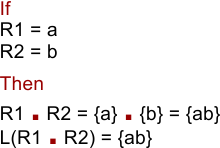 If
R1 = a
R2 = b
Then
R1 . R2 = {a} . {b} = {ab}
L(R1 . R2) = {ab}